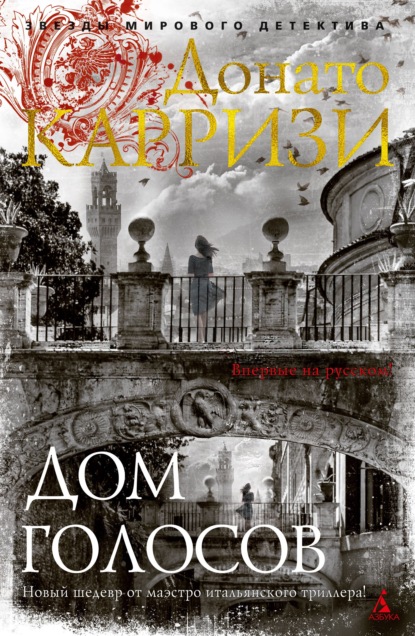 ЗВЕЗДЫ МИРОВОГО ДЕТЕКТИВА
Донато
КАРРИЗИ
Впервые на русском!
ДОМ
ГОЛОСОВ
Новый шедевр от маэстро итальянского триллера!
АЗБУКА